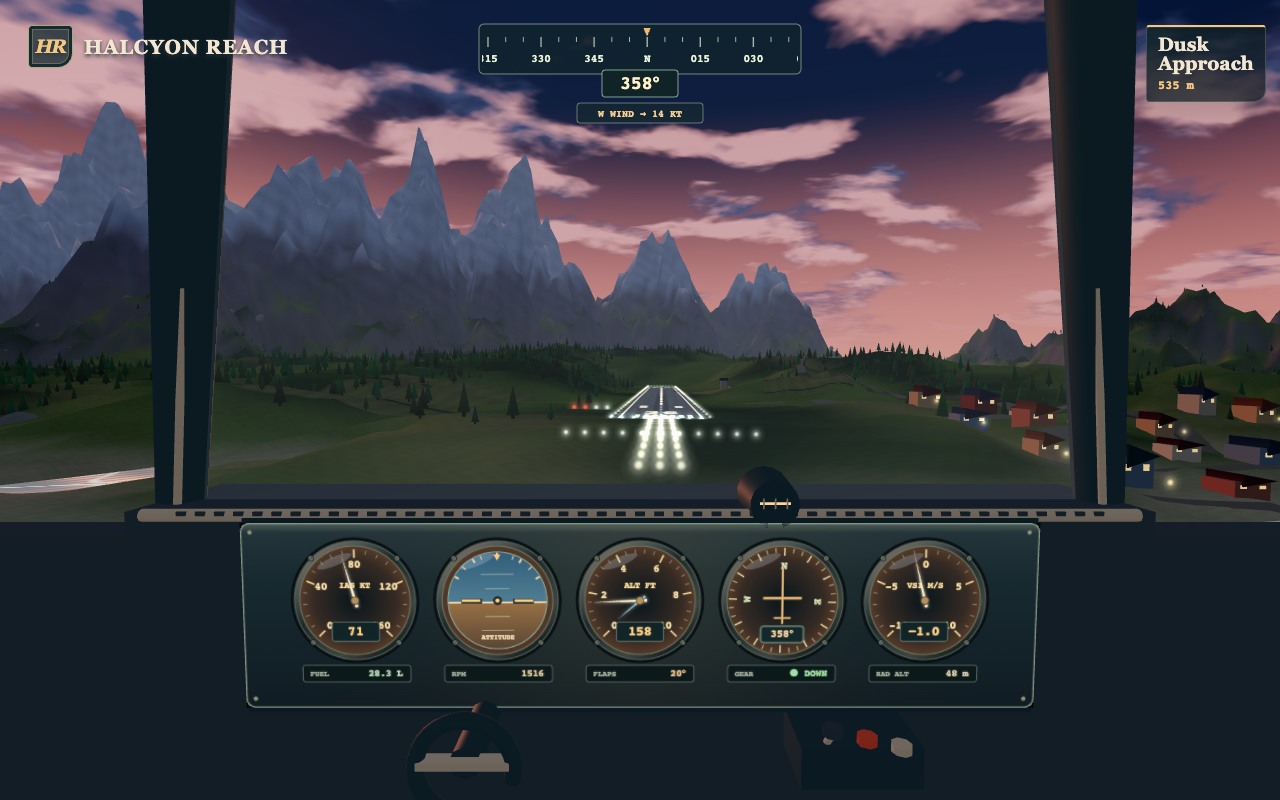 HR HALCYON REACH
315 330 345 N 015 030
358°
W WIND → 14 KT
Dusk
Approach
535 m
80
40 IAS KT 120
0 71 60
ATTITUDE
4 6
ALT FT
2 8
0 158 0
N
W
358°
0
-5 VSI M/S 5
-1.0
FUEL 28.3 L
RPM 1516
FLAPS 20°
GEAR DOWN
RAD ALT 48 m